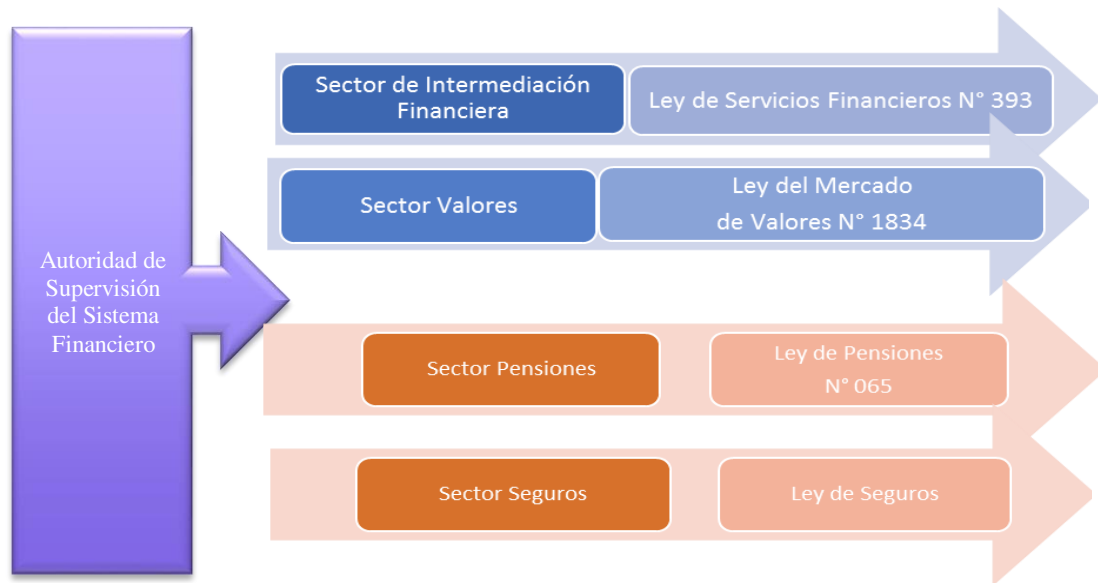 Autoridad de
Supervisión
del Sistema
Financiero
Sector de Intermediación
Financiera
Ley de Servicios Financieros N° 393
Sector Valores
Ley del Mercado
de Valores N° 1834
Sector Pensiones
Ley de Pensiones
N° 065
Sector Seguros
Ley de Seguros